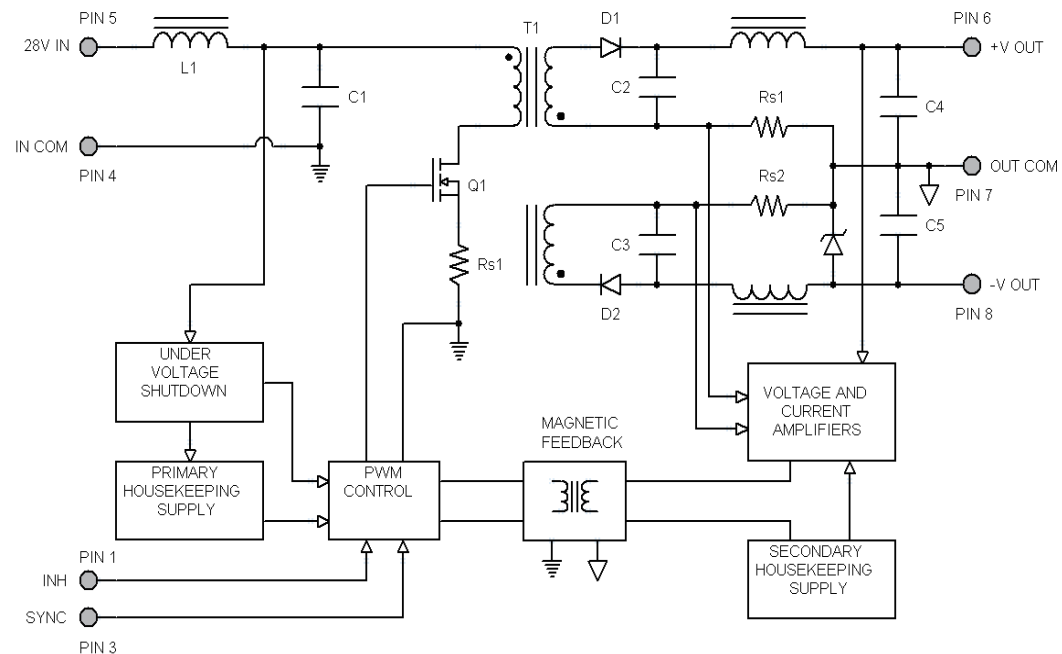 PIN 5
28V IN
L1
C1
IN COM
PIN 4
T1
D1
C2
PIN 6
+V OUT
Rs1
C4
OUT COM
PIN 7
Q1
Rs2
C3
C5
Rs1
D2
-V OUT
PIN 8
UNDER
VOLTAGE
SHUTDOWN
VOLTAGE AND
CURRENT
AMPLIFIERS
MAGNETIC
FEEDBACK
PRIMARY
HOUSEKEEPING
SUPPLY
PWM
CONTROL
SECONDARY
HOUSEKEEPING
SUPPLY
PIN 1
INH
SYNC
PIN 3